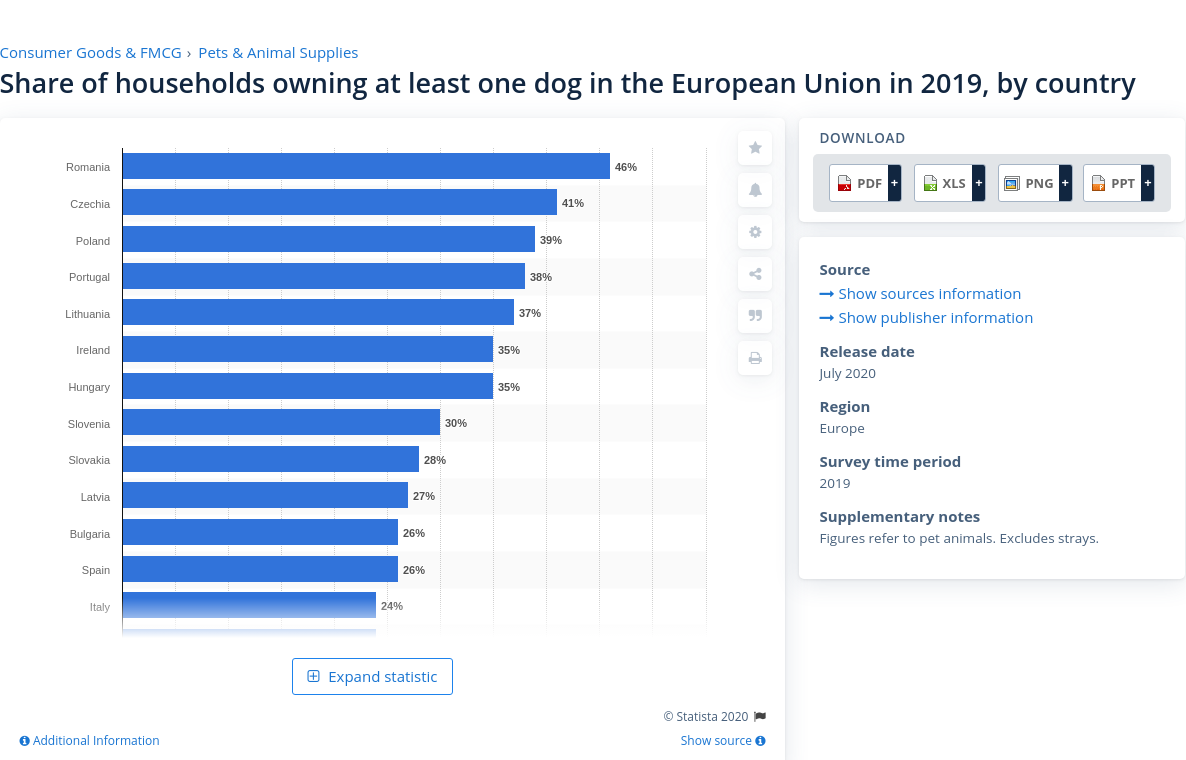 Consumer Goods & FMCG › Pets & Animal Supplies
Share of households owning at least one dog in the European Union in 2019, by country
Romania 46%
Czechia 41%
Poland 39%
Portugal 38%
Lithuania 37%
Ireland 35%
Hungary 35%
Slovenia 30%
Slovakia 28%
Latvia 27%
Bulgaria 26%
Spain 26%
Italy 24%
Expand statistic
© Statista 2020
Additional Information
Show source
DOWNLOAD
PDF + XLS + PNG + PPT +
Source
Show sources information
Show publisher information
Release date
July 2020
Region
Europe
Survey time period
2019
Supplementary notes
Figures refer to pet animals. Excludes strays.